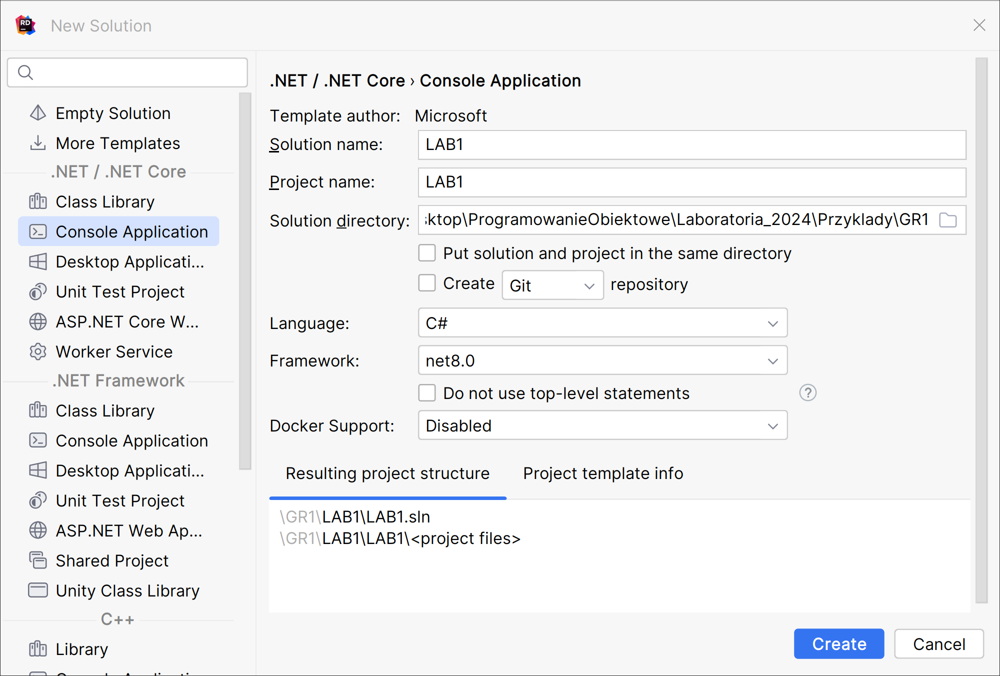 RD
New Solution
Empty Solution
More Templates
.NET / .NET Core
Class Library
Console Application
Desktop Applicati...
Unit Test Project
ASP.NET Core W...
Worker Service
.NET Framework
Class Library
Console Application
Desktop Applicati...
Unit Test Project
ASP.NET Web Ap...
Shared Project
Unity Class Library
C++
Library
.NET / .NET Core › Console Application
Template author: Microsoft
Solution name: LAB1
Project name: LAB1
Solution directory: sktop\ProgramowanieObiektowe\Laboratoria_2024\Przyklady\GR1
Put solution and project in the same directory
Create Git repository
Language: C#
Framework: net8.0
Do not use top-level statements ?
Docker Support: Disabled
Resulting project structure Project template info
\GR1\LAB1\LAB1.sln
\GR1\LAB1\LAB1\<project files>
Create Cancel